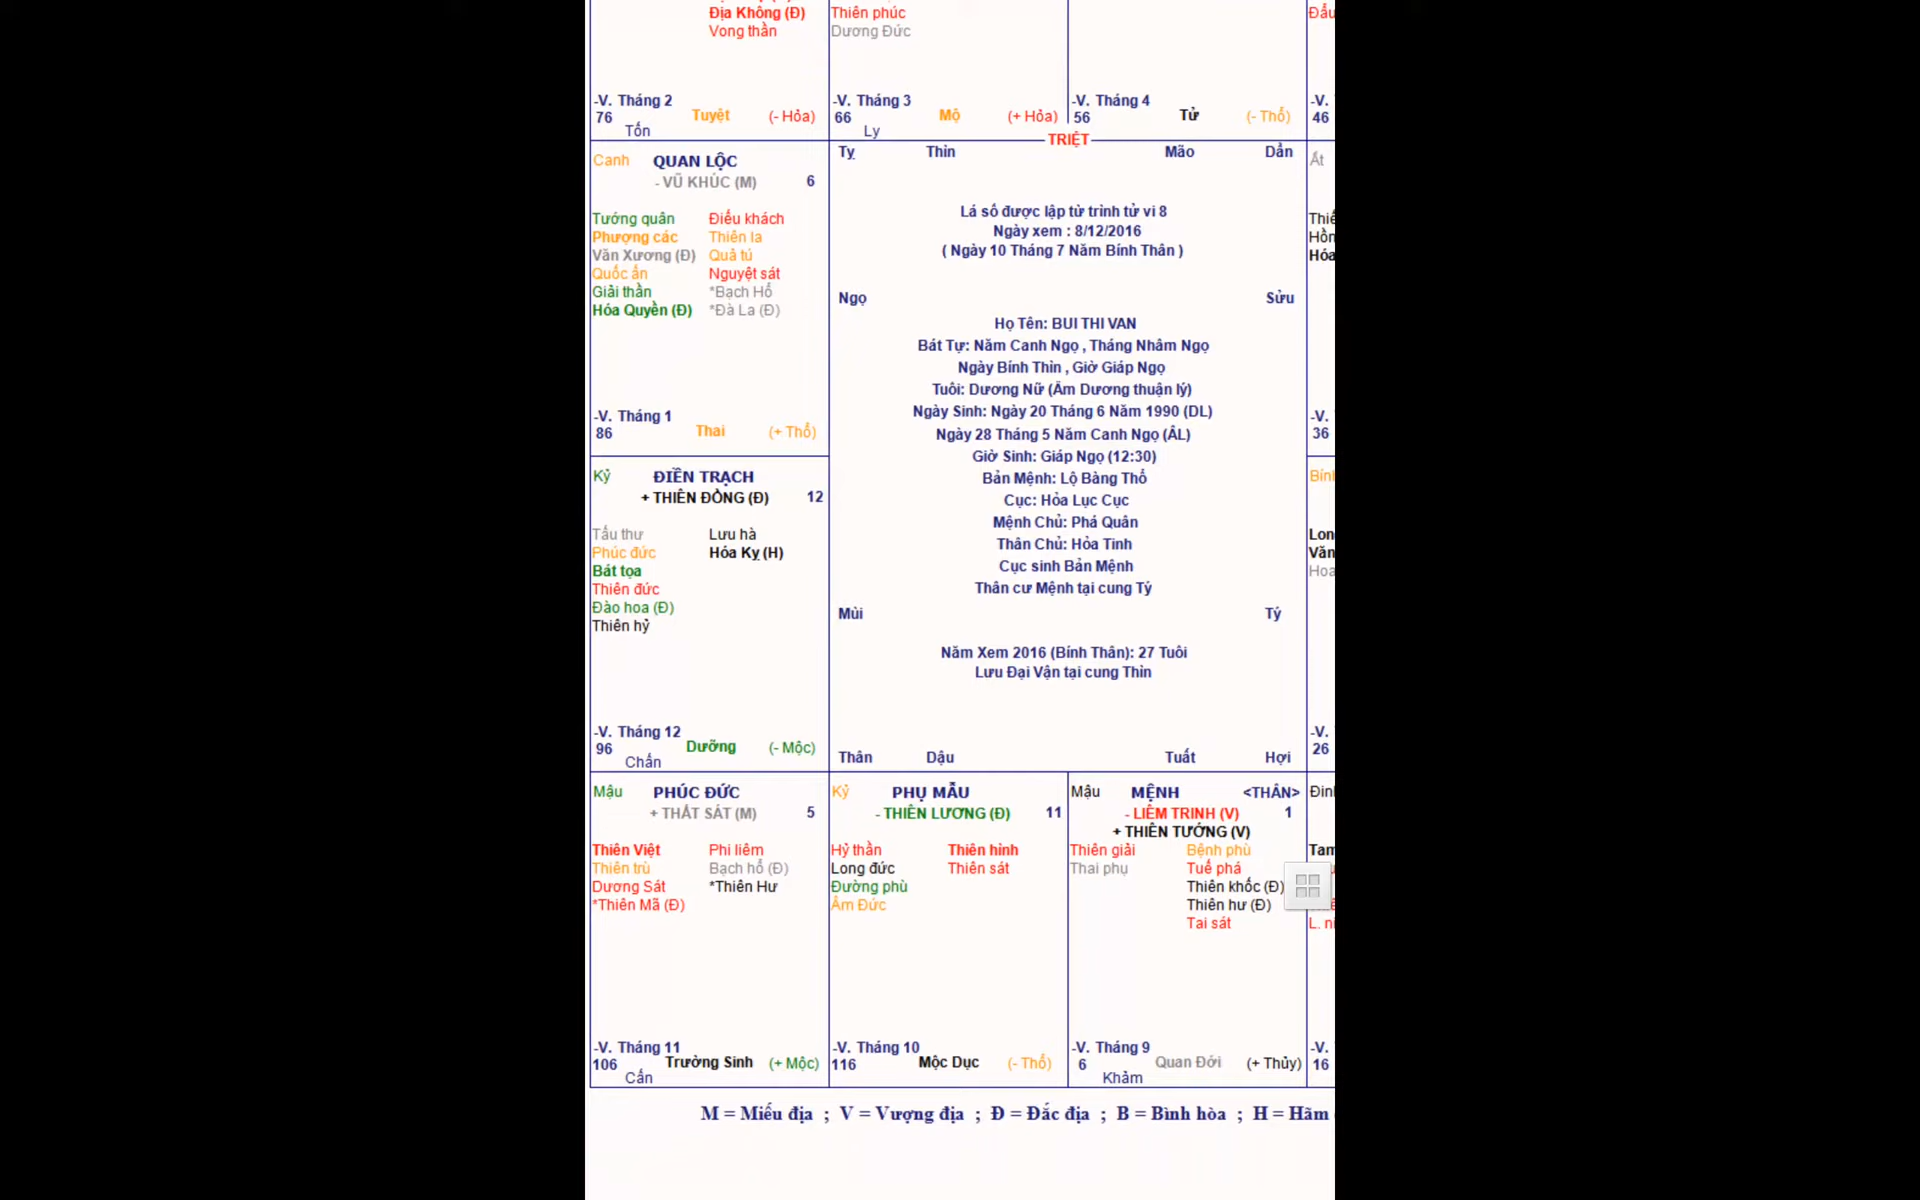 Địa Không (Đ)
Vong thần
-V. Tháng 2
76 Tuyệt (- Hỏa)
Tốn
Thiên phúc
Dương Đức
-V. Tháng 3
66 Mộ (+ Hỏa)
Ly
-V. Tháng 4
56 Tử (- Thổ)
-V.
46
TRIỆT
Canh QUAN LỘC
- VŨ KHÚC (M) 6
Tướng quân Điếu khách
Phượng các Thiên la
Văn Xương (Đ) Quả tú
Quốc ấn Nguyệt sát
Giải thần *Bạch Hổ
Hóa Quyền (Đ) *Đà La (Đ)
-V. Tháng 1
86 Thai (+ Thổ)
Kỷ ĐIỀN TRẠCH
+ THIÊN ĐỒNG (Đ) 12
Tấu thư Lưu hà
Phúc đức Hóa Kỵ (H)
Bát tọa
Thiên đức
Đào hoa (Đ)
Thiên hỷ
-V. Tháng 12
96 Dưỡng (- Mộc)
Chấn
Tỵ Thìn Mão Dần
Lá số được lập từ trình tử vi 8
Ngày xem : 8/12/2016
( Ngày 10 Tháng 7 Năm Bính Thân )
Ngọ Sửu
Họ Tên: BUI THI VAN
Bát Tự: Năm Canh Ngọ , Tháng Nhâm Ngọ
Ngày Bính Thìn , Giờ Giáp Ngọ
Tuổi: Dương Nữ (Âm Dương thuận lý)
Ngày Sinh: Ngày 20 Tháng 6 Năm 1990 (DL)
Ngày 28 Tháng 5 Năm Canh Ngọ (ÂL)
Giờ Sinh: Giáp Ngọ (12:30)
Bản Mệnh: Lộ Bàng Thổ
Cục: Hỏa Lục Cục
Mệnh Chủ: Phá Quân
Thân Chủ: Hỏa Tinh
Cục sinh Bản Mệnh
Thân cư Mệnh tại cung Tý
Mùi Tý
Năm Xem 2016 (Bính Thân): 27 Tuổi
Lưu Đại Vận tại cung Thìn
Thân Dậu Tuất Hợi
Ất
-V.
36
-V.
26
Mậu PHÚC ĐỨC
+ THẤT SÁT (M) 5
Thiên Việt Phi liêm
Thiên trù Bạch hổ (Đ)
Dương Sát *Thiên Hư
*Thiên Mã (Đ)
-V. Tháng 11
106 Trường Sinh (+ Mộc)
Cấn
Kỷ PHỤ MẪU
- THIÊN LƯƠNG (Đ) 11
Hỷ thần Thiên hình
Long đức Thiên sát
Đường phù
Âm Đức
-V. Tháng 10
116 Mộc Dục (- Thổ)
Mậu MỆNH <THÂN>
- LIÊM TRINH (V) 1
+ THIÊN TƯỚNG (V)
Thiên giải Bệnh phù
Thai phụ Tuế phá
Thiên khốc (Đ)
Thiên hư (Đ)
Tai sát
-V. Tháng 9
6 Quan Đới (+ Thủy)
Khảm
-V.
16
M = Miếu địa ; V = Vượng địa ; Đ = Đắc địa ; B = Bình hòa ; H = Hãm